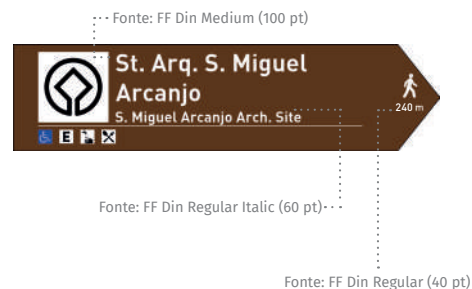 Fonte: FF Din Medium (100 pt)
St. Arq. S. Miguel
Arcanjo
S. Miguel Arcanjo Arch. Site
240 m
E
Fonte: FF Din Regular Italic (60 pt)
Fonte: FF Din Regular (40 pt)